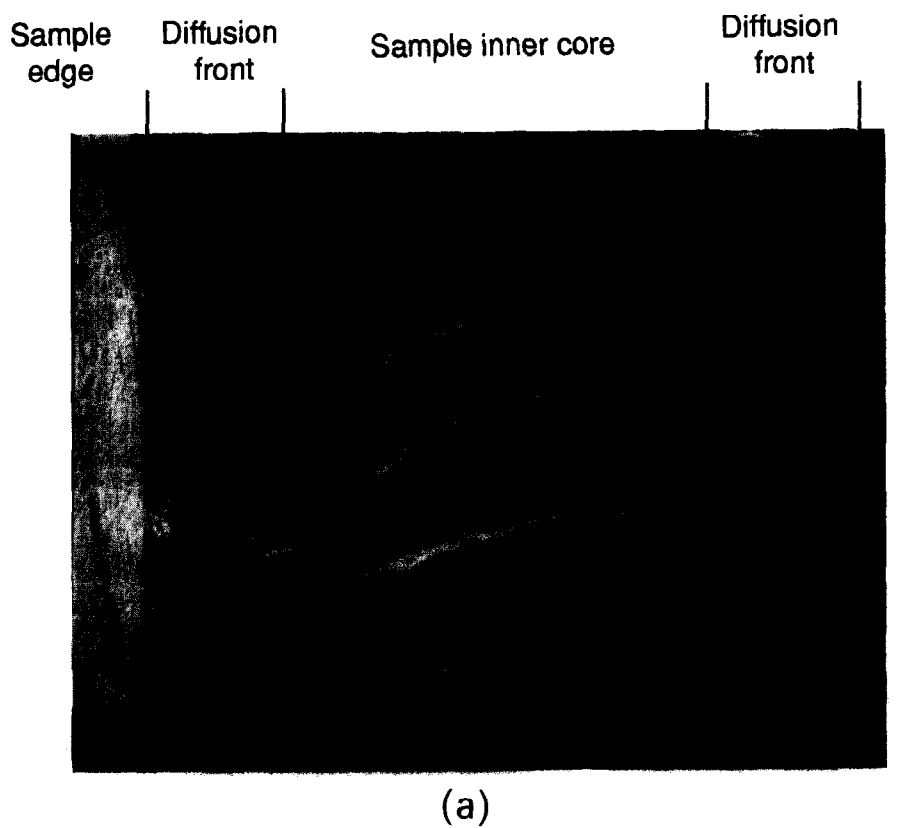 Sample
edge
Diffusion
front
Sample inner core
Diffusion
front
(a)